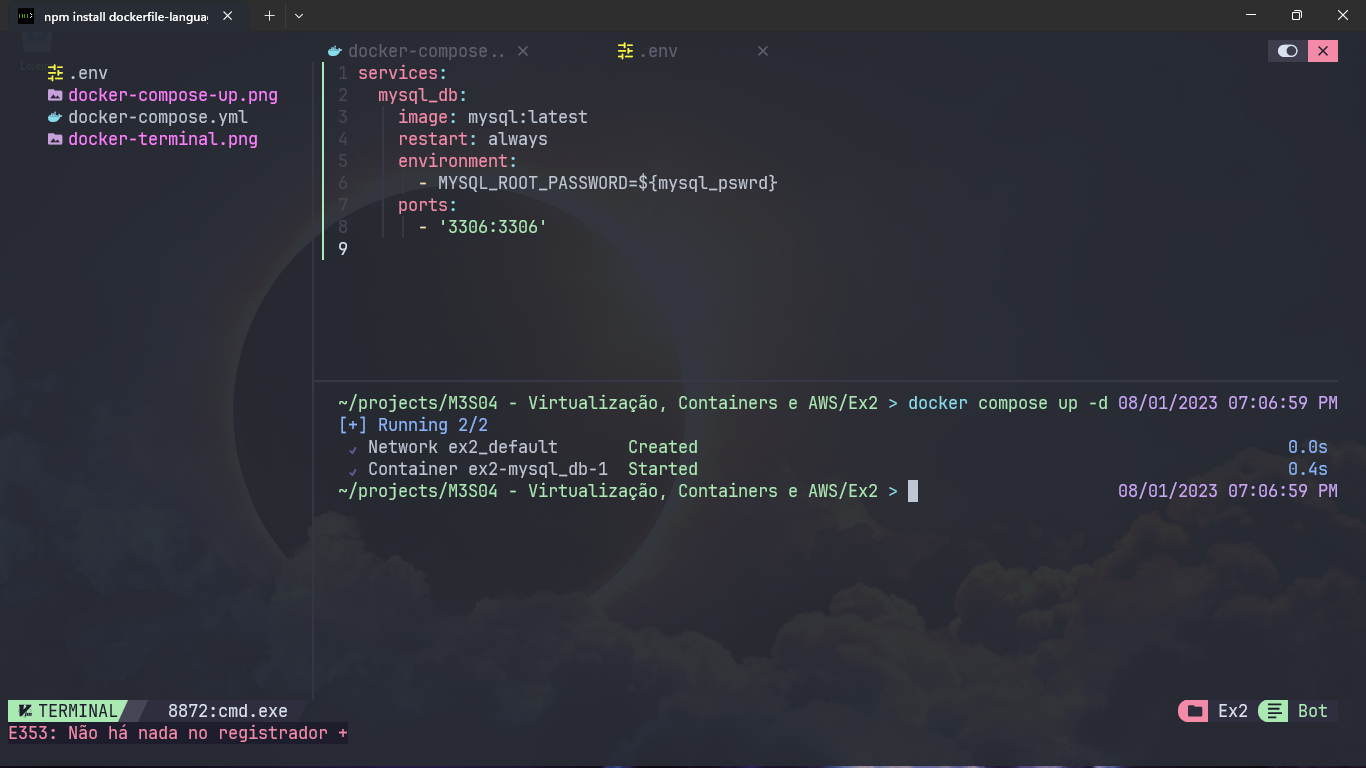 npm install dockerfile-langua
docker-compose..
.env
.env
docker-compose-up.png
docker-compose.yml
docker-terminal.png
1 services:
2 mysql_db:
3 image: mysql:latest
4 restart: always
5 environment:
6 - MYSQL_ROOT_PASSWORD=${mysql_pswrd}
7 ports:
8 - '3306:3306'
9
~/projects/M3S04 - Virtualização, Containers e AWS/Ex2 > docker compose up -d 08/01/2023 07:06:59 PM
[+] Running 2/2
✓ Network ex2_default Created 0.0s
✓ Container ex2-mysql_db-1 Started 0.4s
~/projects/M3S04 - Virtualização, Containers e AWS/Ex2 > 08/01/2023 07:06:59 PM
TERMINAL 8872:cmd.exe Ex2 Bot
E353: Não há nada no registrador +